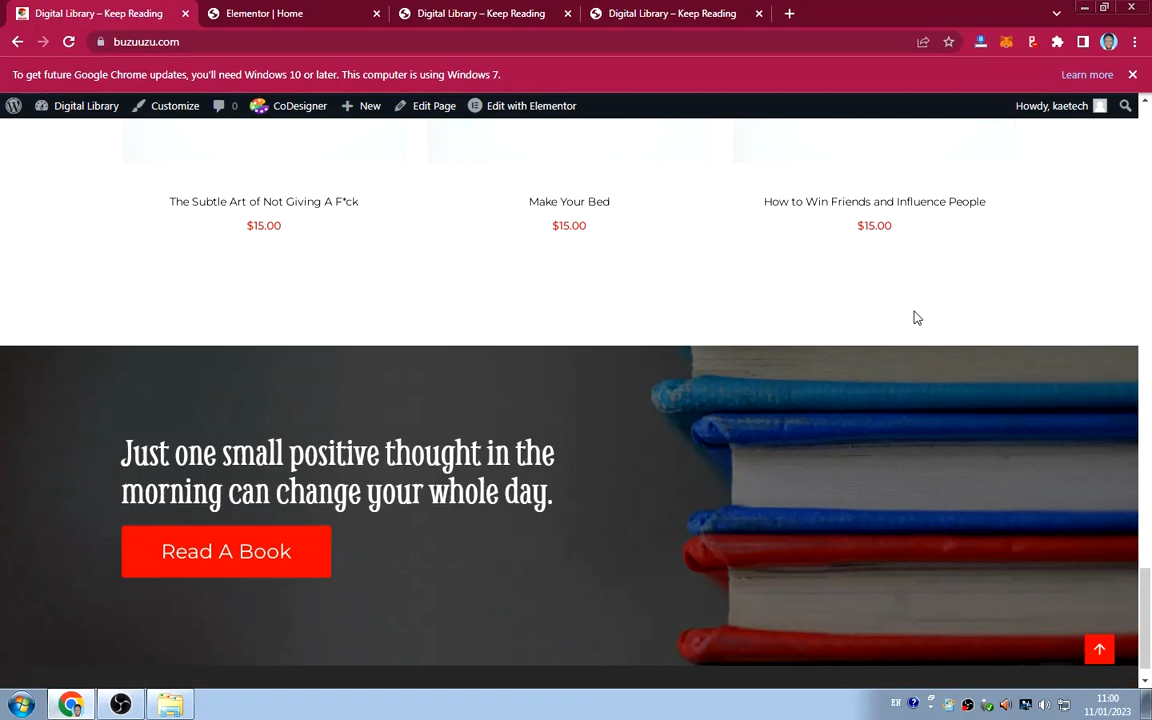 Digital Library – Keep Reading
Elementor | Home
Digital Library – Keep Reading
Digital Library – Keep Reading
buzuuzu.com
To get future Google Chrome updates, you'll need Windows 10 or later. This computer is using Windows 7.
Learn more
Digital Library
Customize
0
CoDesigner
New
Edit Page
Edit with Elementor
Howdy, kaetech
The Subtle Art of Not Giving A F*ck
Make Your Bed
How to Win Friends and Influence People
$15.00
$15.00
$15.00
Just one small positive thought in the
morning can change your whole day.
Read A Book
EN
11:00
11/01/2023